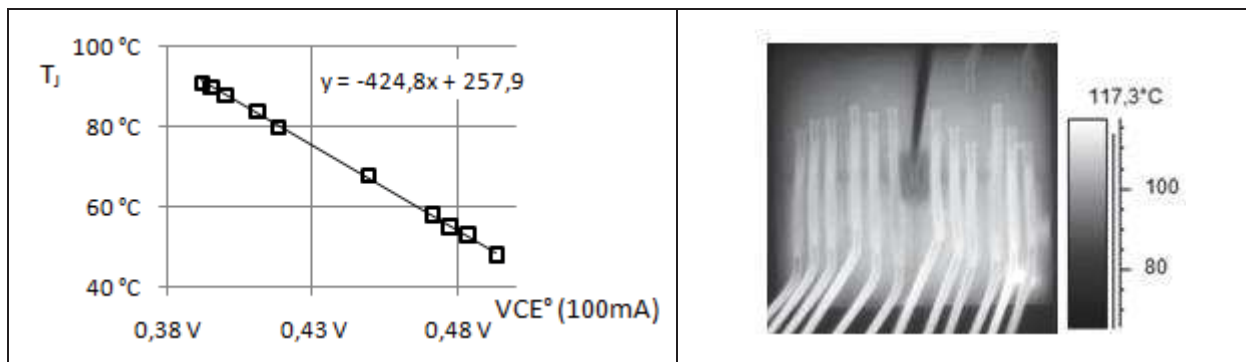 100 °C
T_J
y = -424,8x + 257,9
80 °C
60 °C
40 °C
VCE° (100mA)
0,38 V
0,43 V
0,48 V
117,3°C
100
80